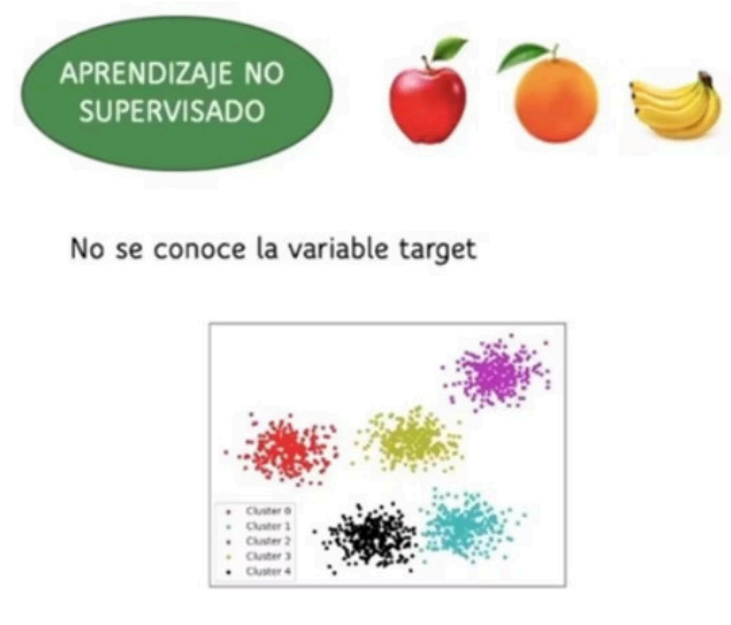 APRENDIZAJE NO
SUPERVISADO
No se conoce la variable target
Cluster 0
Cluster 1
Cluster 2
Cluster 3
Cluster 4